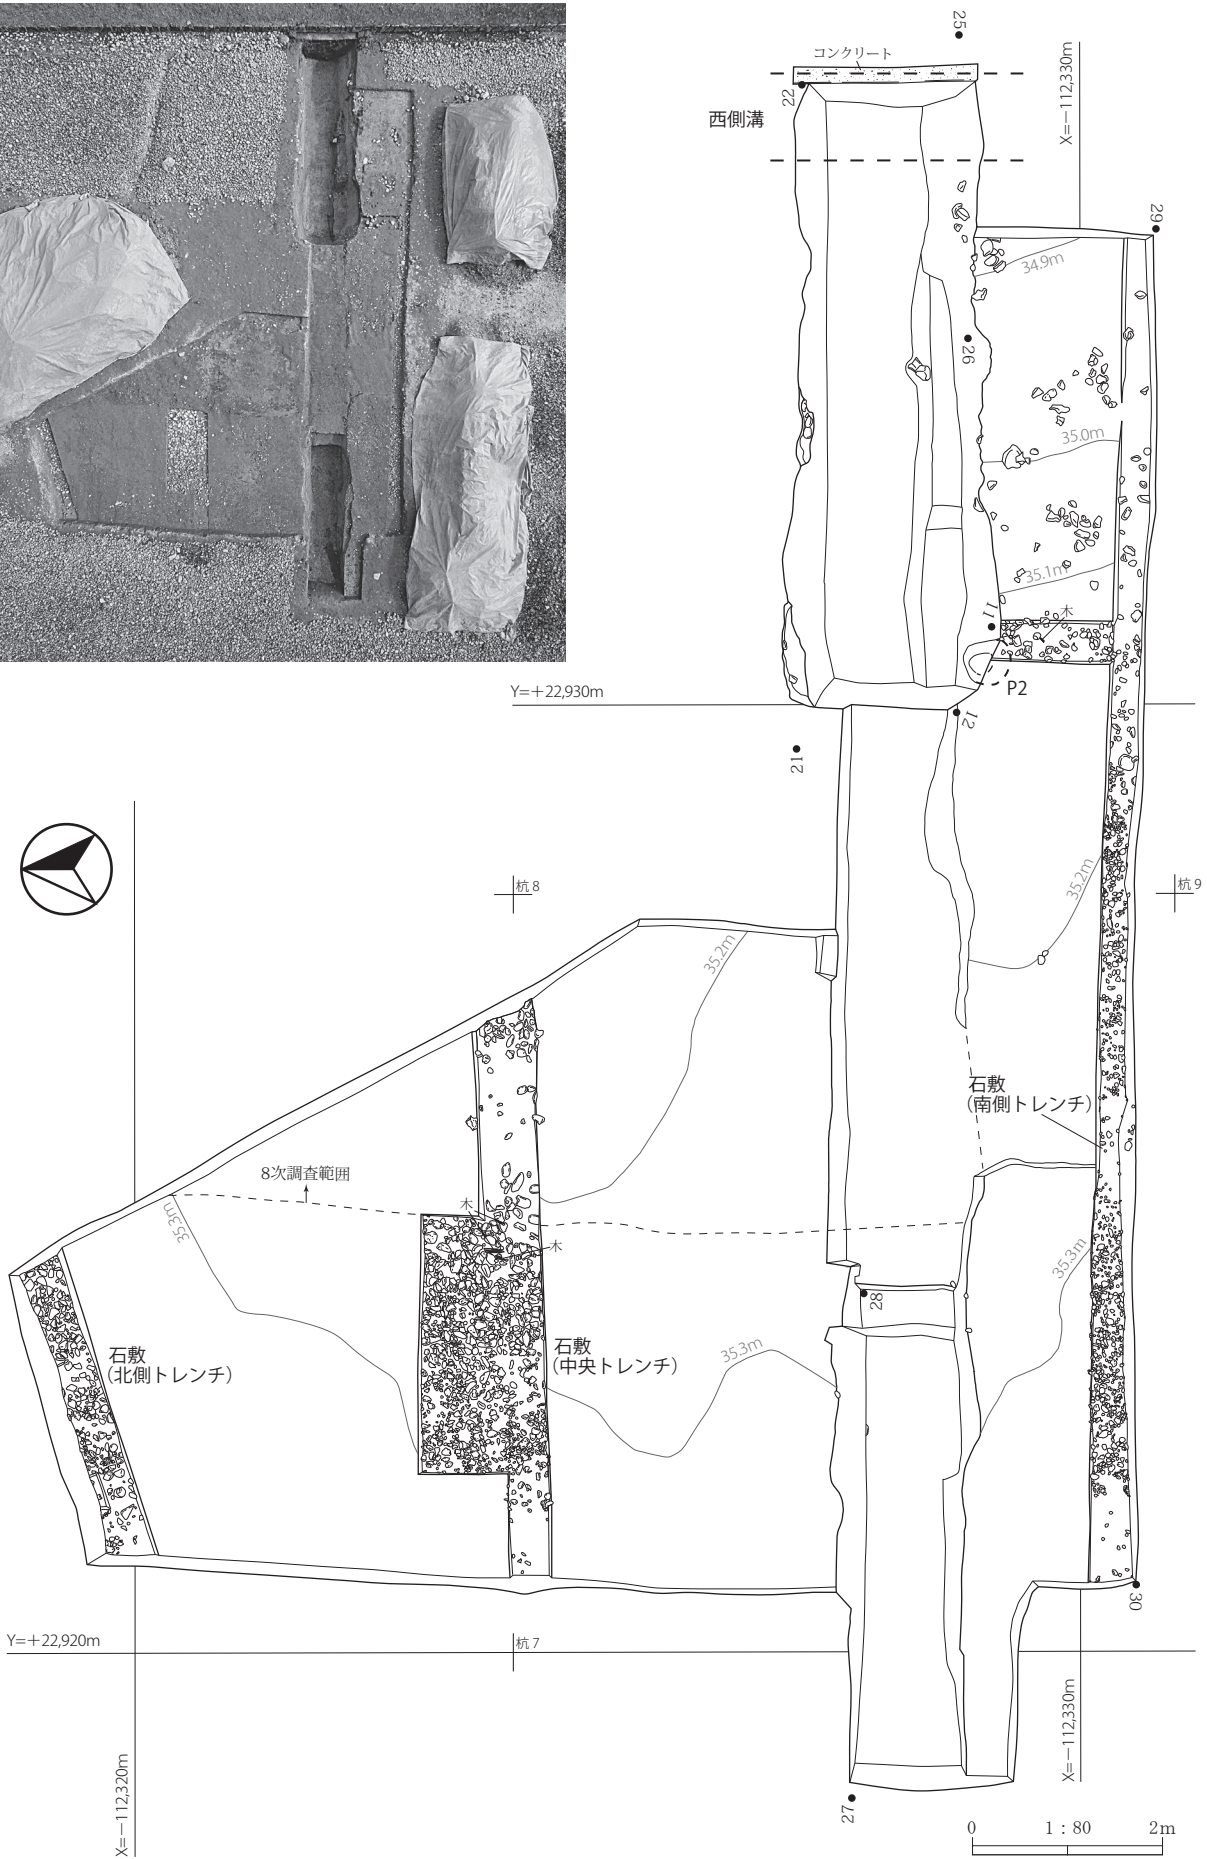 25
コンクリート
22
西側溝
X=－112,330m
29
34.9m
26
35.0m
35.1m
11
木
P2
Y=＋22,930m
12
21
杭8
35.2m
杭9
35.2m
石敷
（南側トレンチ）
8次調査範囲
木
35.3m
木
35.3m
28
石敷
（北側トレンチ）
石敷
（中央トレンチ）
35.3m
30
Y=＋22,920m
杭7
X=－112,320m
X=－112,330m
27
0 1：80 2m